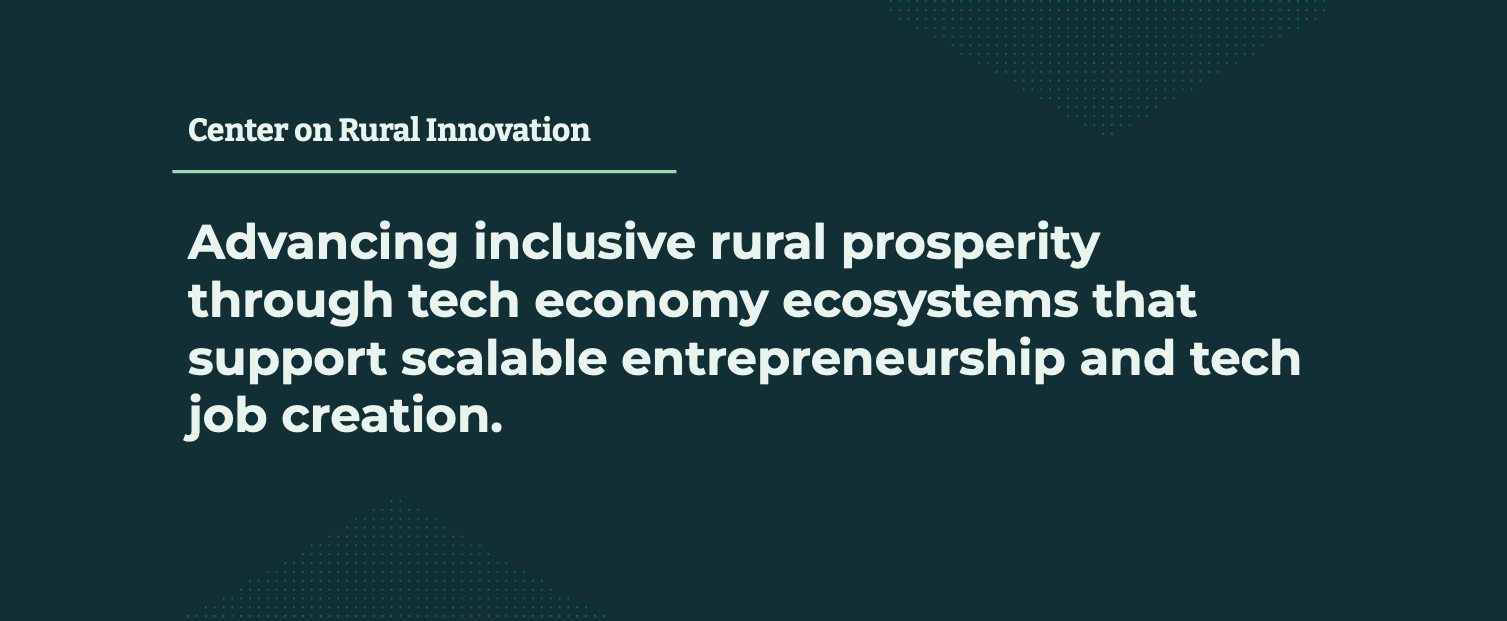 Center on Rural Innovation
Advancing inclusive rural prosperity
through tech economy ecosystems that
support scalable entrepreneurship and tech
job creation.